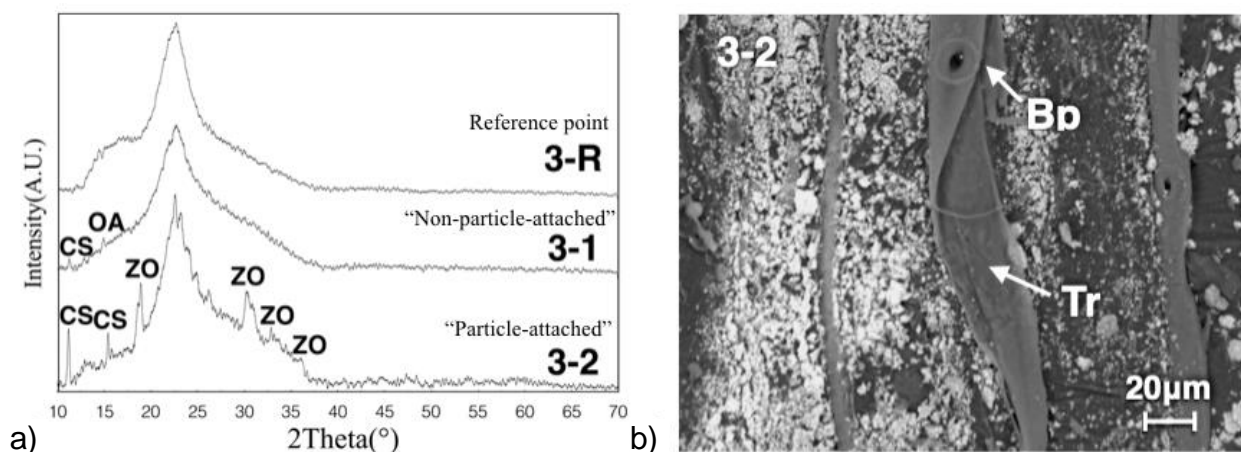 Intensity(A.U.)
Reference point
3-R
"Non-particle-attached"
3-1
CS
OA
CS
CS
ZO
ZO
ZO
ZO
"Particle-attached"
3-2
10 15 20 25 30 35 40 45 50 55 60 65 70
2Theta(°)
a)
3-2
Bp
Tr
20μm
b)